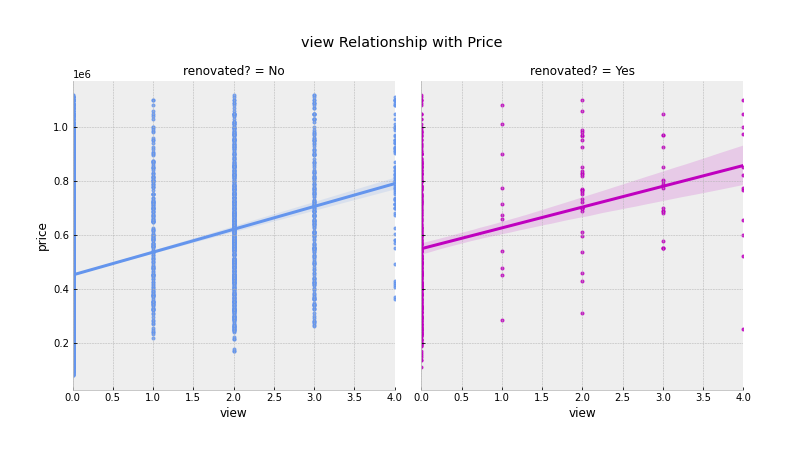 view Relationship with Price
renovated? = No
renovated? = Yes
1e6
1.0
0.8
0.6
0.4
0.2
price
0.0 0.5 1.0 1.5 2.0 2.5 3.0 3.5 4.0
0.0 0.5 1.0 1.5 2.0 2.5 3.0 3.5 4.0
view
view